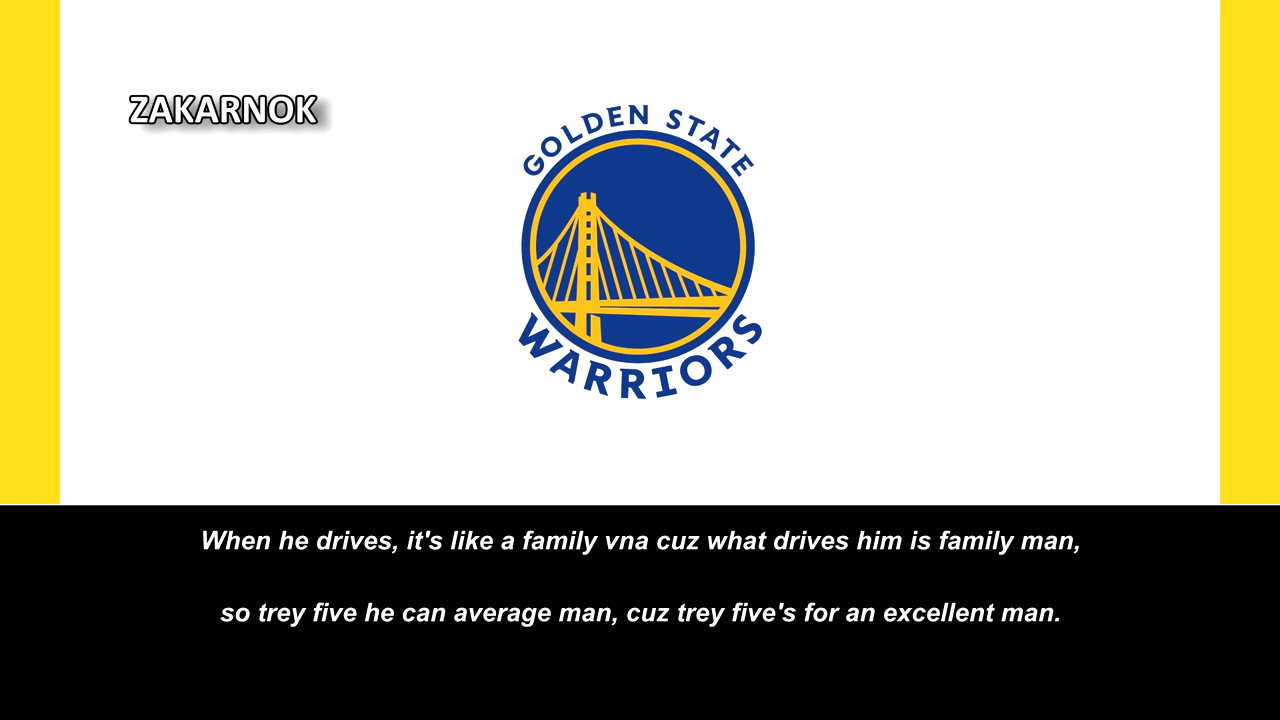 ZAKARNOK
GOLDEN STATE
WARRIORS
When he drives, it's like a family vna cuz what drives him is family man,
so trey five he can average man, cuz trey five's for an excellent man.